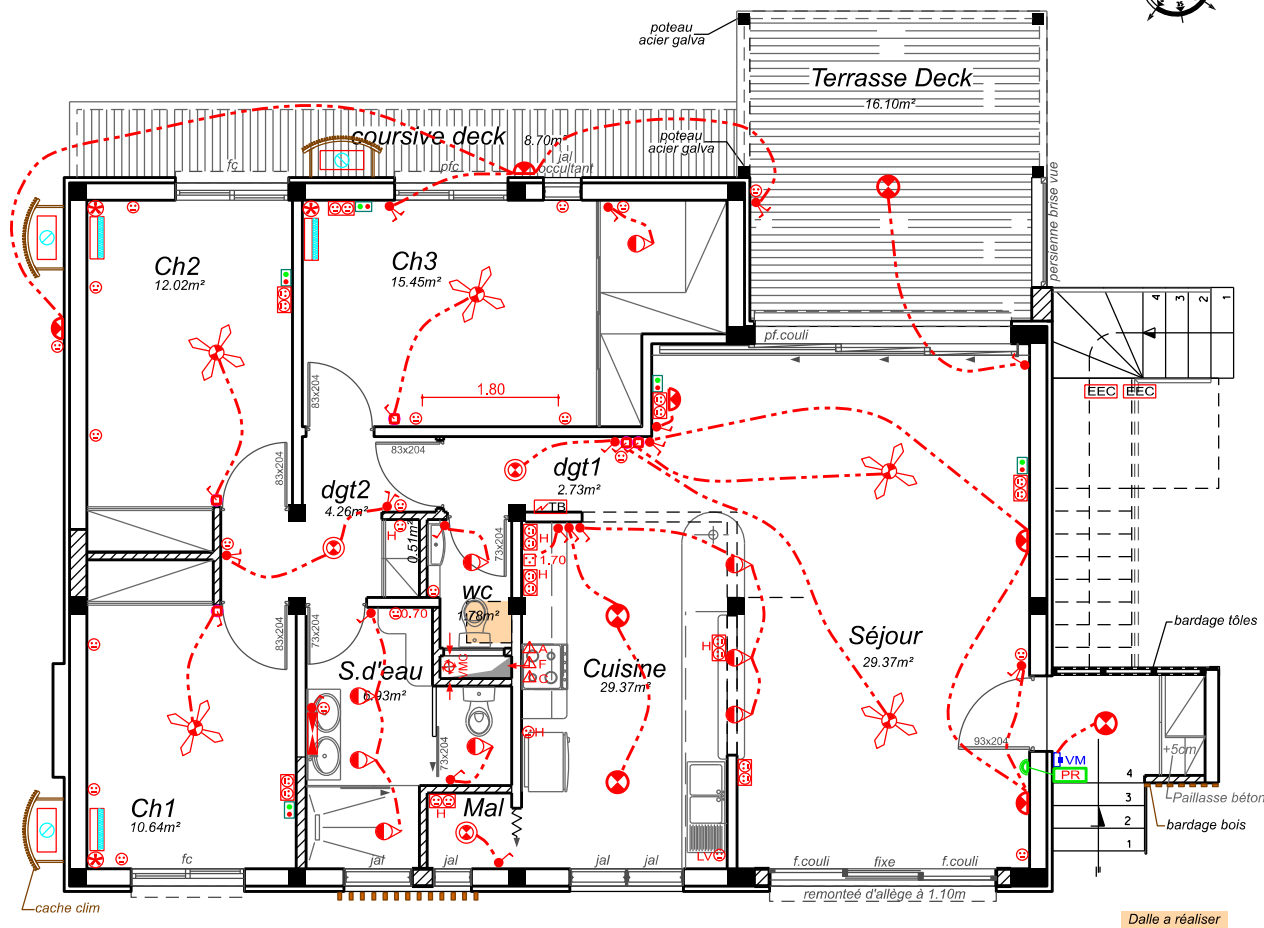 poteau
acier galva
Terrasse Deck
16.10m²
coursive deck
8.70m²
poteau
acier galva
jal
occultant
fc
pfc
persienne brise vue
Ch2
12.02m²
Ch3
15.45m²
4
3
2
1
pf.couli
1.80
EEC
EEC
83x204
83x204
83x204
dgt1
2.73m²
dgt2
4.26m²
TB
H
0.51m²
73x204
H
1.70
H
wc
1.78m²
0.70
83x204
73x204
VMC
A
F
C
H
S.d'eau
6.93m²
Cuisine
29.37m²
Séjour
29.37m²
bardage tôles
73x204
H
93x204
VM
PR
+5cm
4
3
2
1
Paillasse béton
bardage bois
Ch1
10.64m²
H
Mal
LV
fc
jal
jal
jal
jal
f.couli
fixe
f.couli
remonteé d'allège à 1.10m
cache clim
Dalle a réaliser